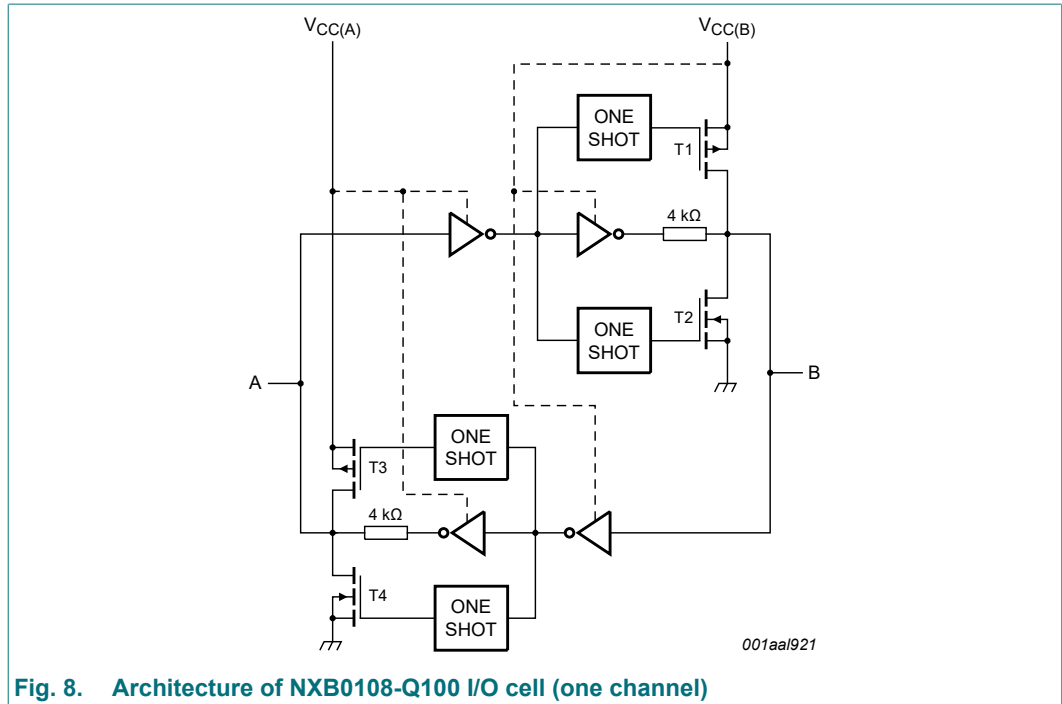 VCC(A)
VCC(B)
ONE
SHOT
T1
4 kΩ
ONE
SHOT
T2
A
B
ONE
SHOT
T3
4 kΩ
ONE
SHOT
T4
001aal921
Fig. 8. Architecture of NXB0108-Q100 I/O cell (one channel)